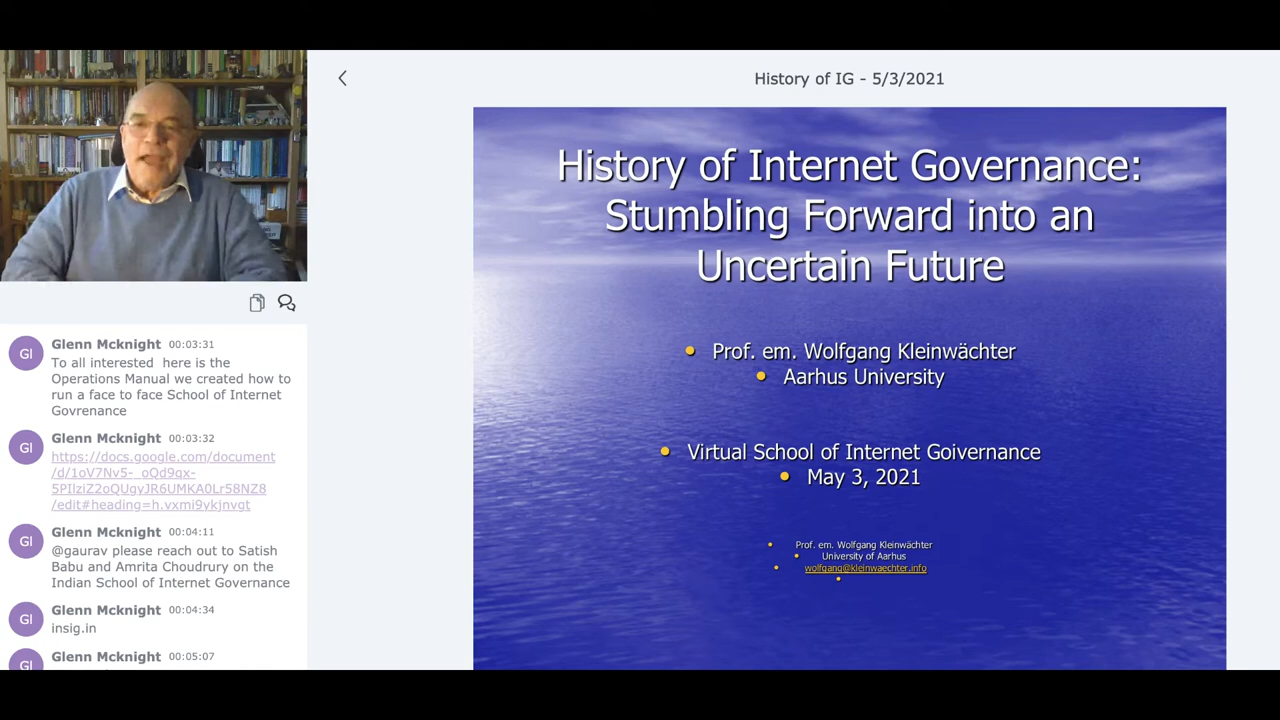 History of IG - 5/3/2021
History of Internet Governance:
Stumbling Forward into an
Uncertain Future
Prof. em. Wolfgang Kleinwächter
Aarhus University
Virtual School of Internet Goivernance
May 3, 2021
Prof. em. Wolfgang Kleinwächter
University of Aarhus
wolfgang@kleinwaechter.info
Gl Glenn Mcknight 00:03:31
To all interested here is the
Operations Manual we created how to
run a face to face School of Internet
Govrenance
Gl Glenn Mcknight 00:03:32
https://docs.google.com/document
/d/1oV7Nv5-_oQd9qx-
5PIlziZ2oQUgyJR6UMKA0Lr58NZ8
/edit#heading=h.vxmi9ykjnvgt
Gl Glenn Mcknight 00:04:11
@gaurav please reach out to Satish
Babu and Amrita Choudrury on the
Indian School of Internet Governance
Gl Glenn Mcknight 00:04:34
insig.in
Gl Glenn Mcknight 00:05:07